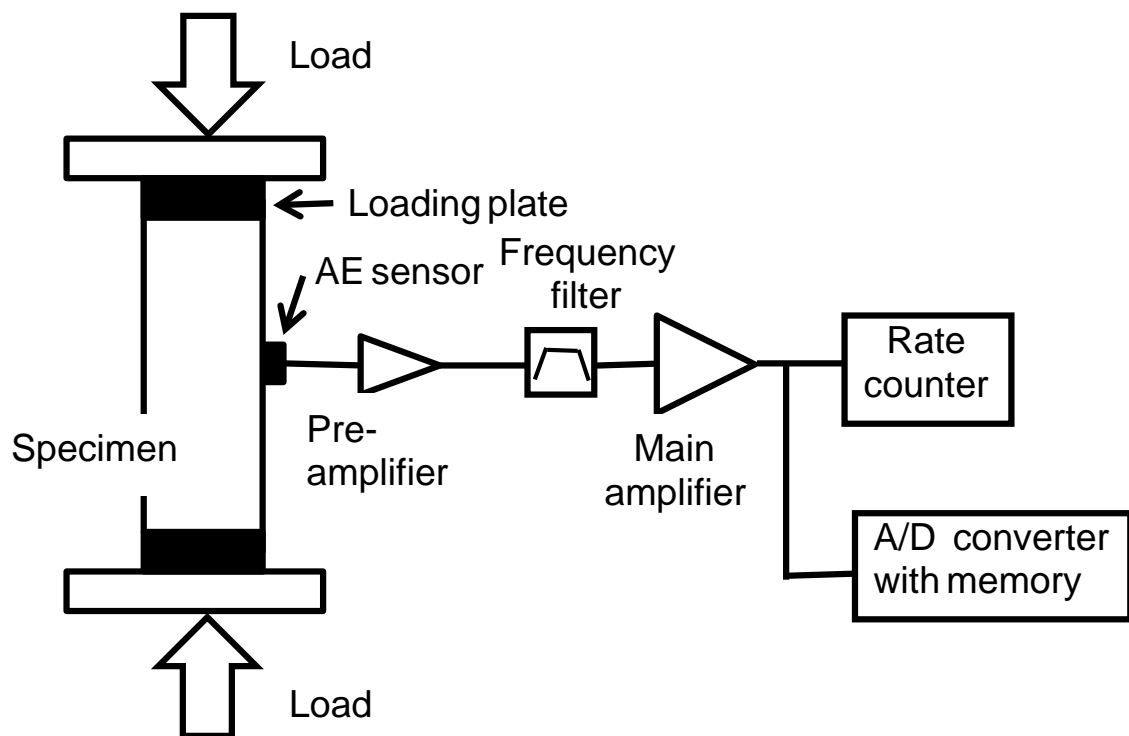 Load
Loading plate
AE sensor
Frequency
filter
Rate
counter
Specimen
Pre-
amplifier
Main
amplifier
A/D converter
with memory
Load